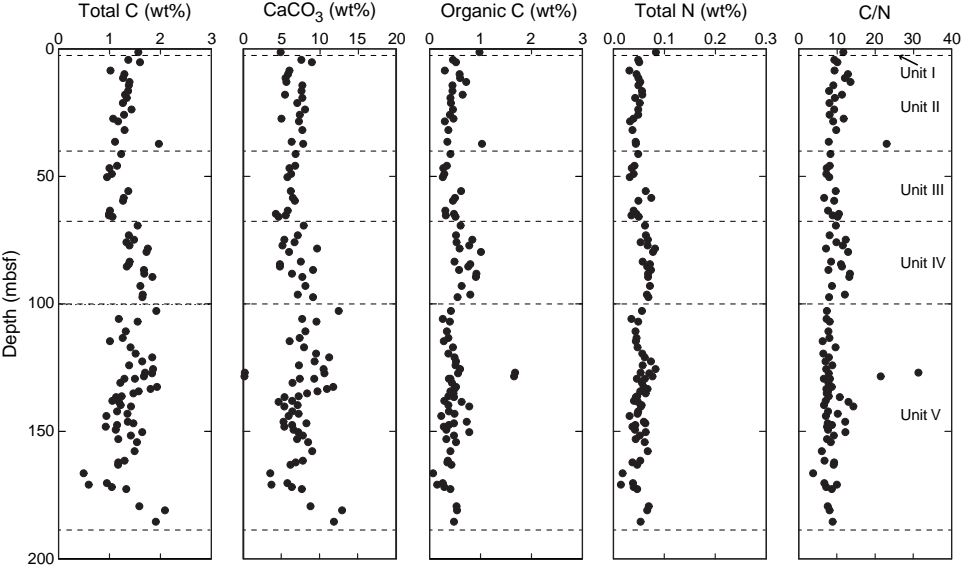 Total C (wt%) CaCO3 (wt%) Organic C (wt%) Total N (wt%) C/N
0 1 2 3 0 5 10 15 20 0 1 2 3 0.0 0.1 0.2 0.3 0 10 20 30 40
0
50
100
150
200
Depth (mbsf)
Unit I
Unit II
Unit III
Unit IV
Unit V